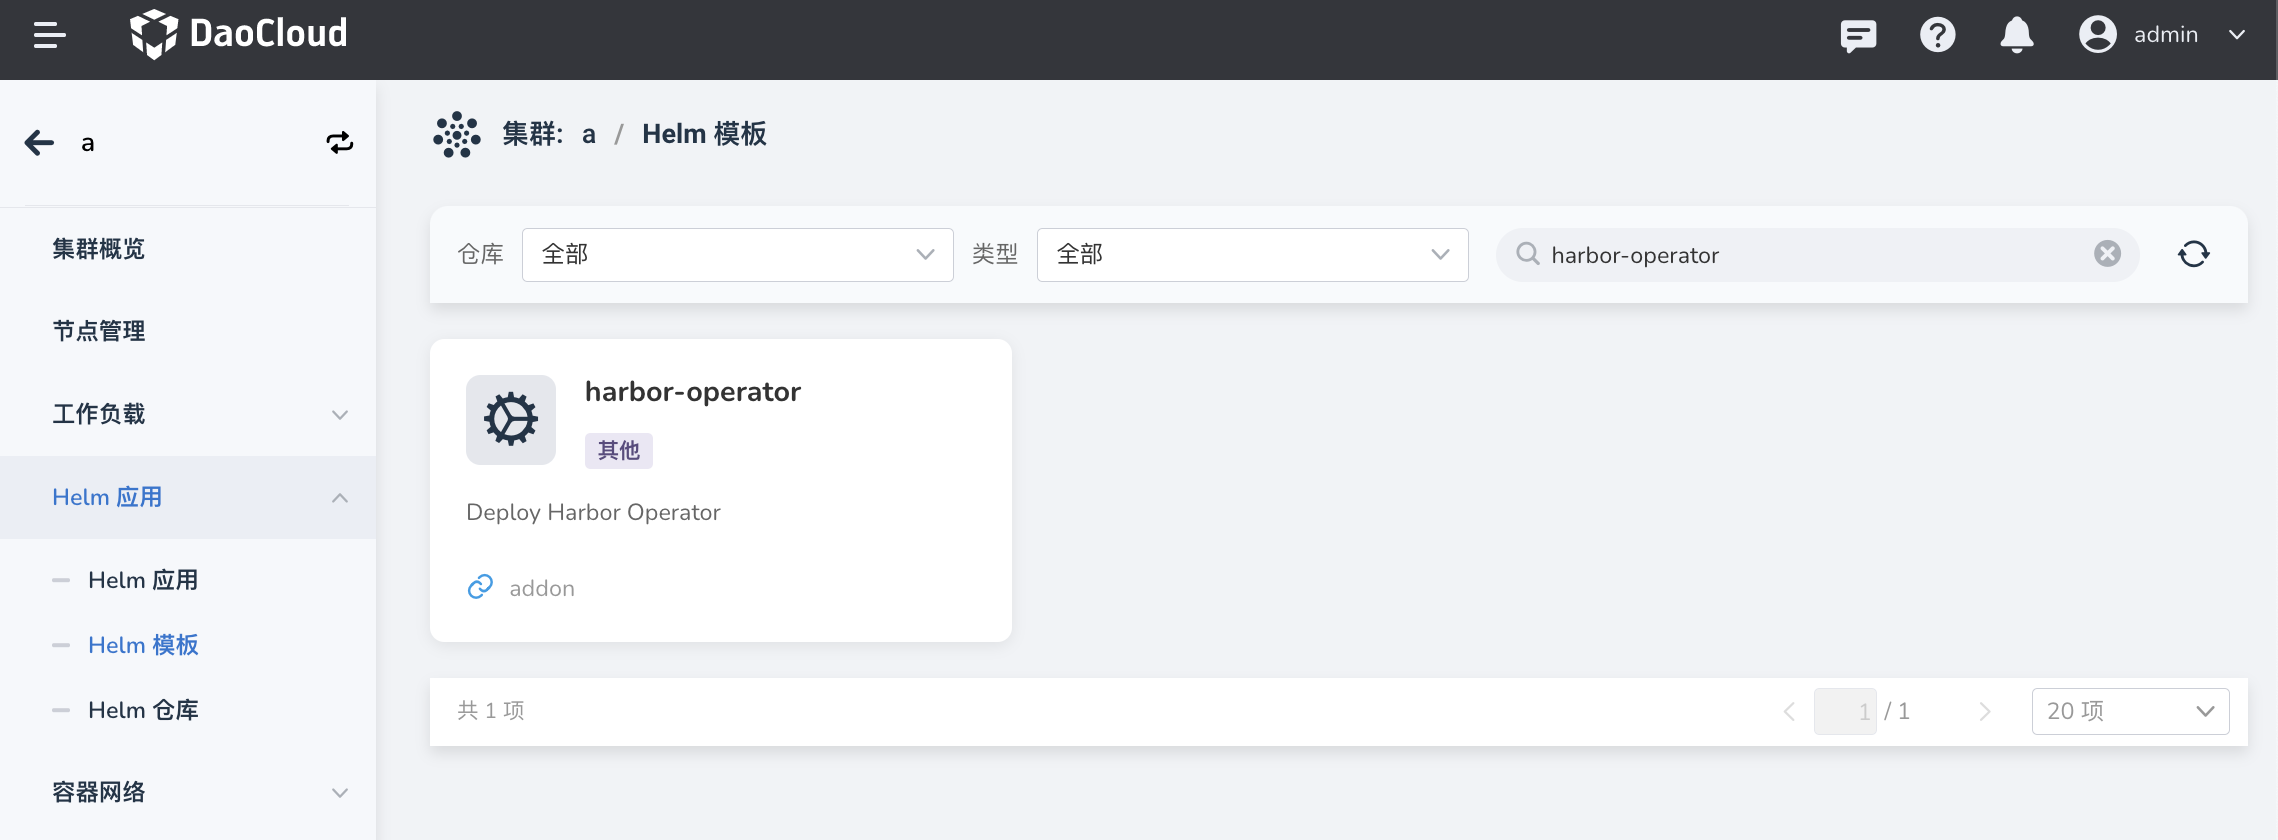 DaoCloud
admin
a
集群概览
节点管理
工作负载
Helm 应用
Helm 应用
Helm 模板
Helm 仓库
容器网络
集群: a / Helm 模板
仓库 全部 类型 全部 harbor-operator
harbor-operator
其他
Deploy Harbor Operator
addon
共 1 项 1 / 1 20 项